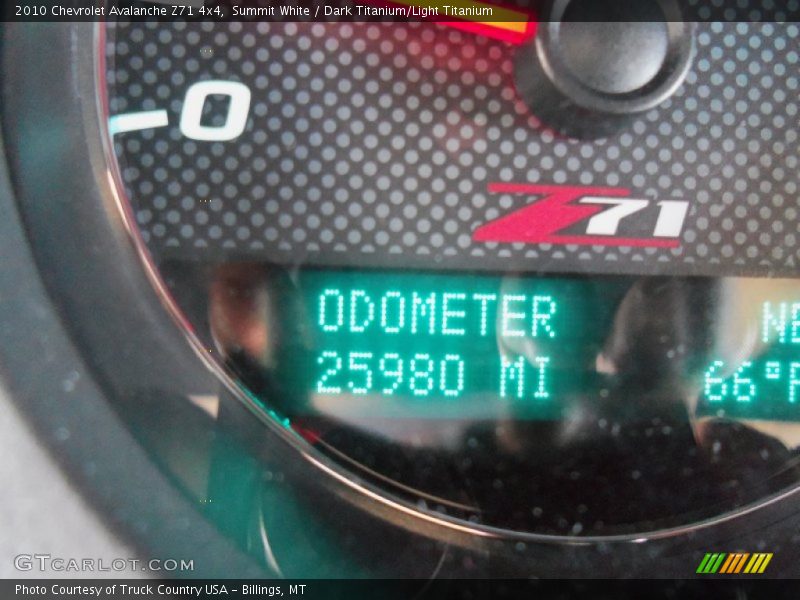 2010 Chevrolet Avalanche Z71 4x4, Summit White / Dark Titanium/Light Titanium
0
Z71
ODOMETER
NE
25980 MI
66°F
GTCARLOT.COM
Photo Courtesy of Truck Country USA - Billings, MT